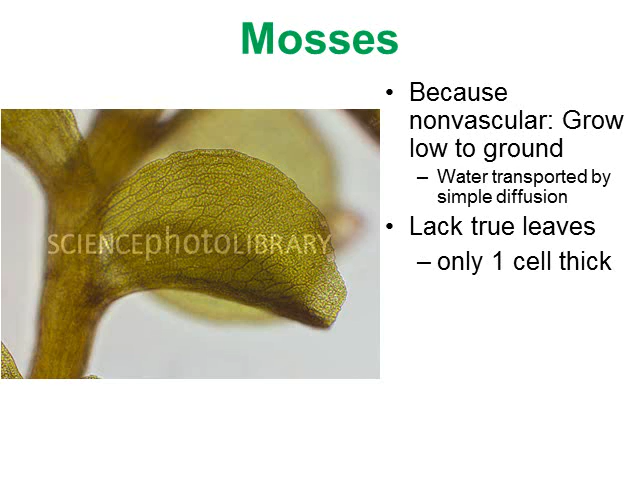 Mosses
• Because
nonvascular: Grow
low to ground
– Water transported by
simple diffusion
• Lack true leaves
– only 1 cell thick
SCIENCEphotoLIBRARY